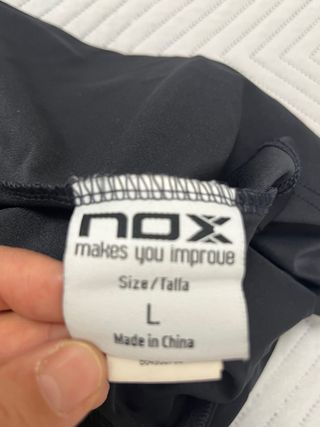 nox
makes you improve
Size/Talla
L
Made in China